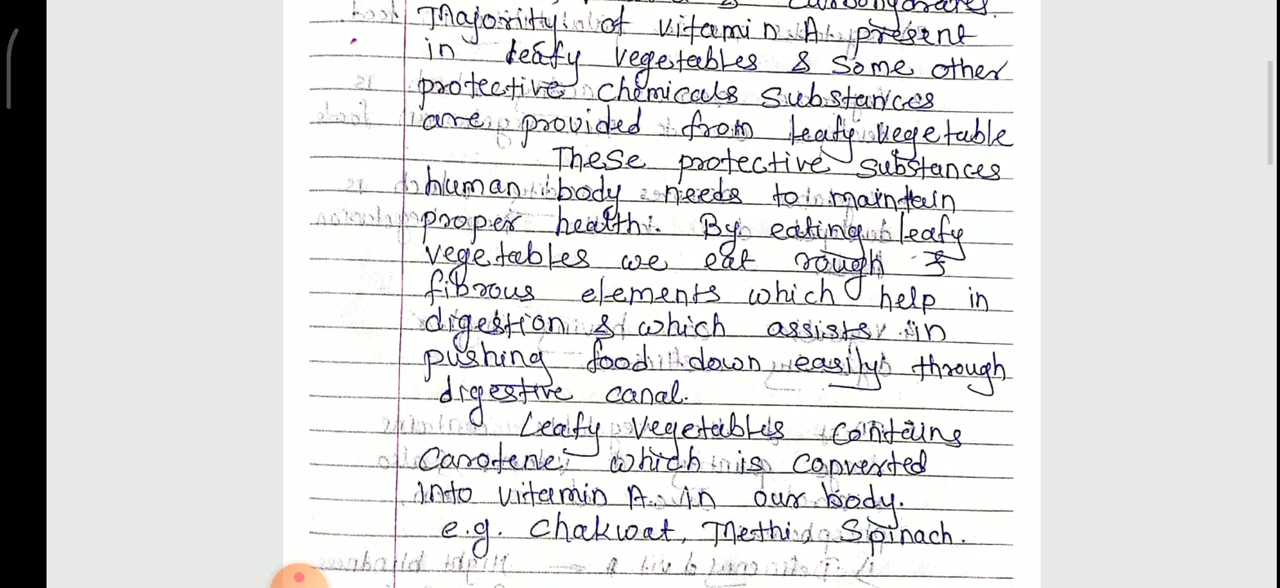 Carbohydrates.
Majority of vitamin A present
in leafy vegetables & some other
protective chemicals substances
are provided from leafy vegetable
These protective substances
human body needs to maintain
proper health. By eating leafy
vegetables we eat rough &
fibrous elements which help in
digestion & which assists in
pushing food down easily through
digestive canal.
Leafy vegetables contains
Carotene which is converted
into vitamin A in our body.
e.g. Chakwat, Methi, Spinach.